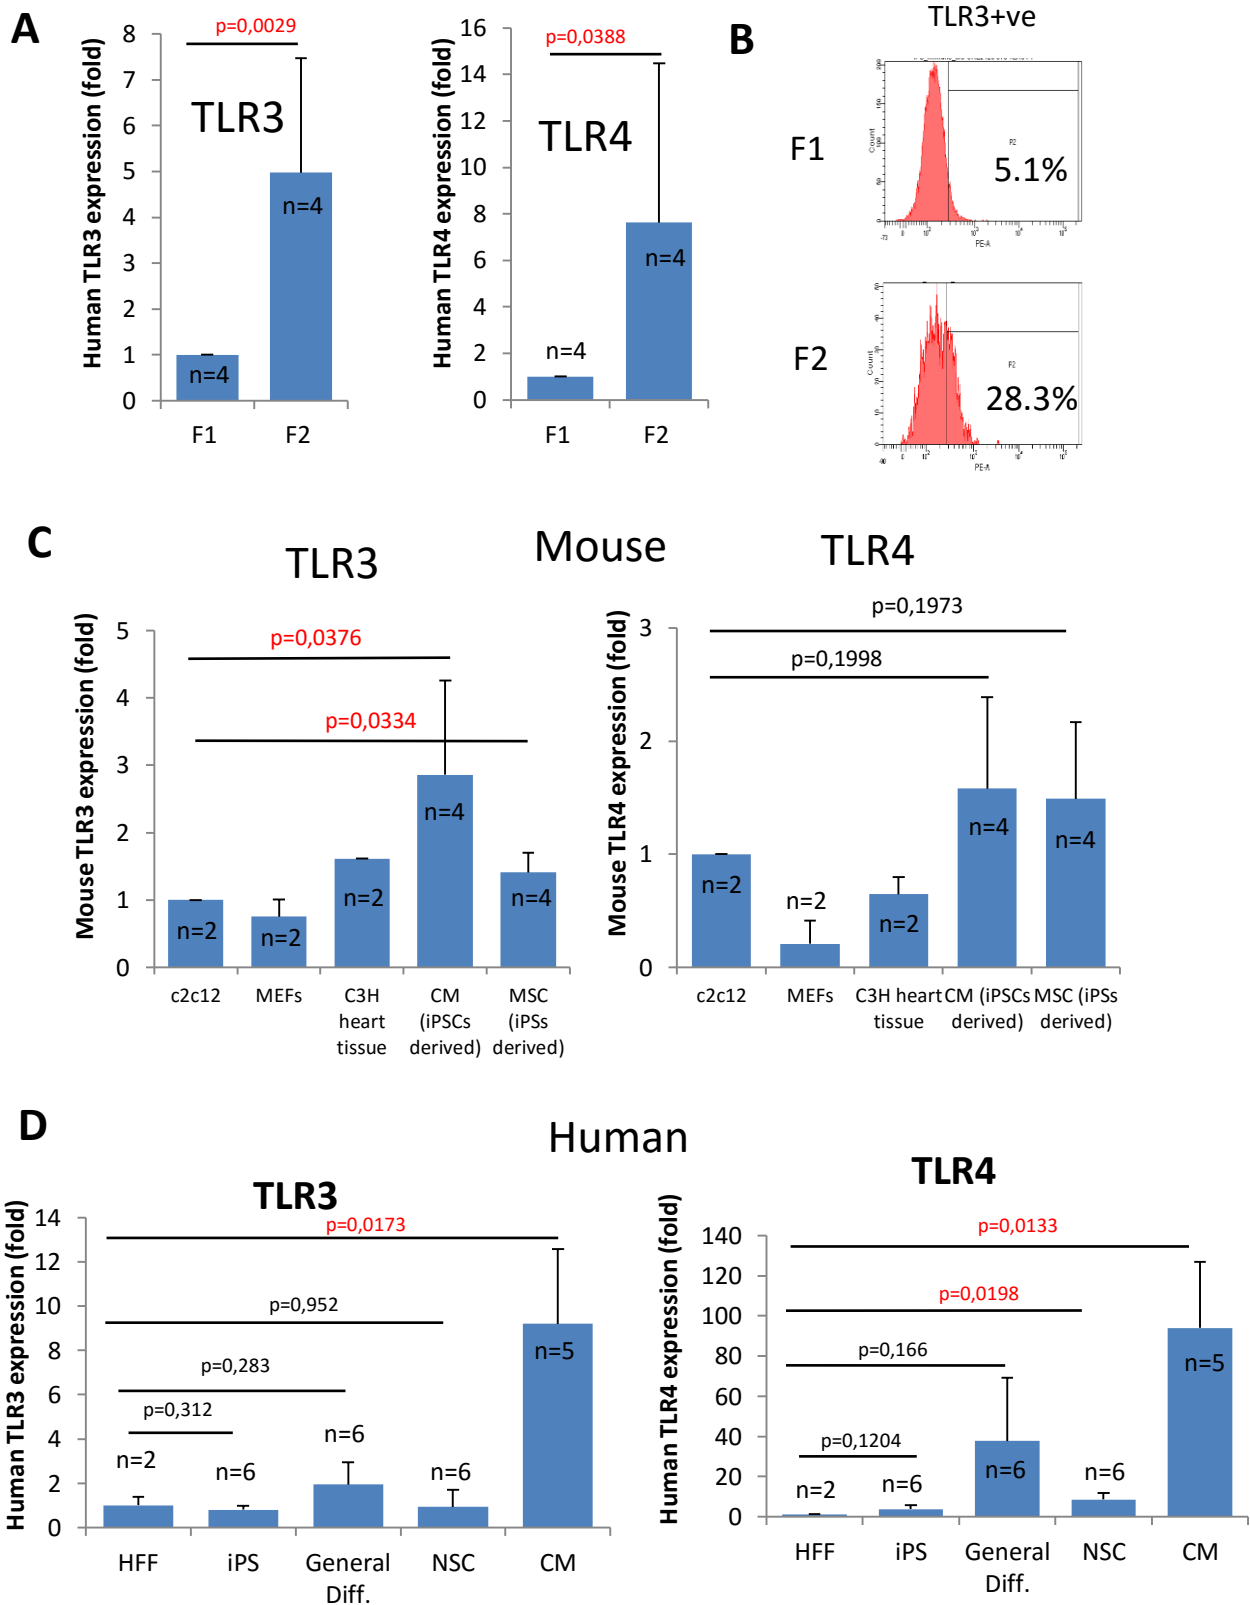 A
p=0,0029
TLR3
Human TLR3 expression (fold)
8
7
6
5
4
3
2
1
0
n=4
n=4
F1
F2
p=0,0388
TLR4
Human TLR4 expression (fold)
16
14
12
10
8
6
4
2
0
n=4
n=4
F1
F2
B
TLR3+ve
F1
Count
P2
5.1%
PE-A
F2
Count
P2
28.3%
PE-A
C
Mouse
TLR3
Mouse TLR3 expression (fold)
p=0,0376
p=0,0334
5
4
3
2
1
0
n=2
n=2
n=2
n=4
n=4
c2c12
MEFs
C3H
heart
tissue
CM
(iPSCs
derived)
MSC
(iPSs
derived)
TLR4
Mouse TLR4 expression (fold)
p=0,1973
p=0,1998
3
2
1
0
n=2
n=2
n=2
n=4
n=4
c2c12
MEFs
C3H heart
tissue
CM (iPSCs
derived)
MSC (iPSs
derived)
D
Human
TLR3
Human TLR3 expression (fold)
p=0,0173
p=0,952
p=0,283
p=0,312
14
12
10
8
6
4
2
0
n=2
n=6
n=6
n=6
n=5
HFF
iPS
General
Diff.
NSC
CM
TLR4
Human TLR4 expression (fold)
p=0,0133
p=0,0198
p=0,166
p=0,1204
140
120
100
80
60
40
20
0
n=2
n=6
n=6
n=6
n=5
HFF
iPS
General
Diff.
NSC
CM